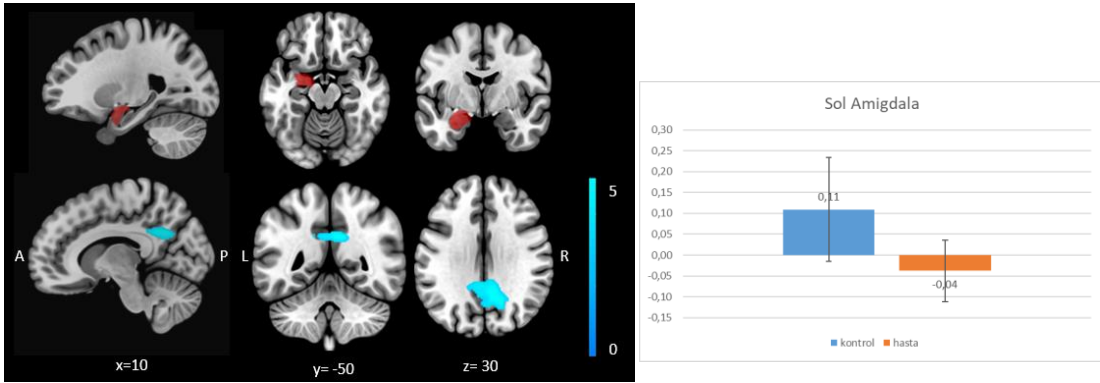 A
P
L
R
5
0
x=10
y= -50
z= 30
Sol Amigdala
0,30
0,25
0,20
0,15
0,10
0,05
0,00
-0,05
-0,10
-0,15
0,11
-0,04
kontrol
hasta